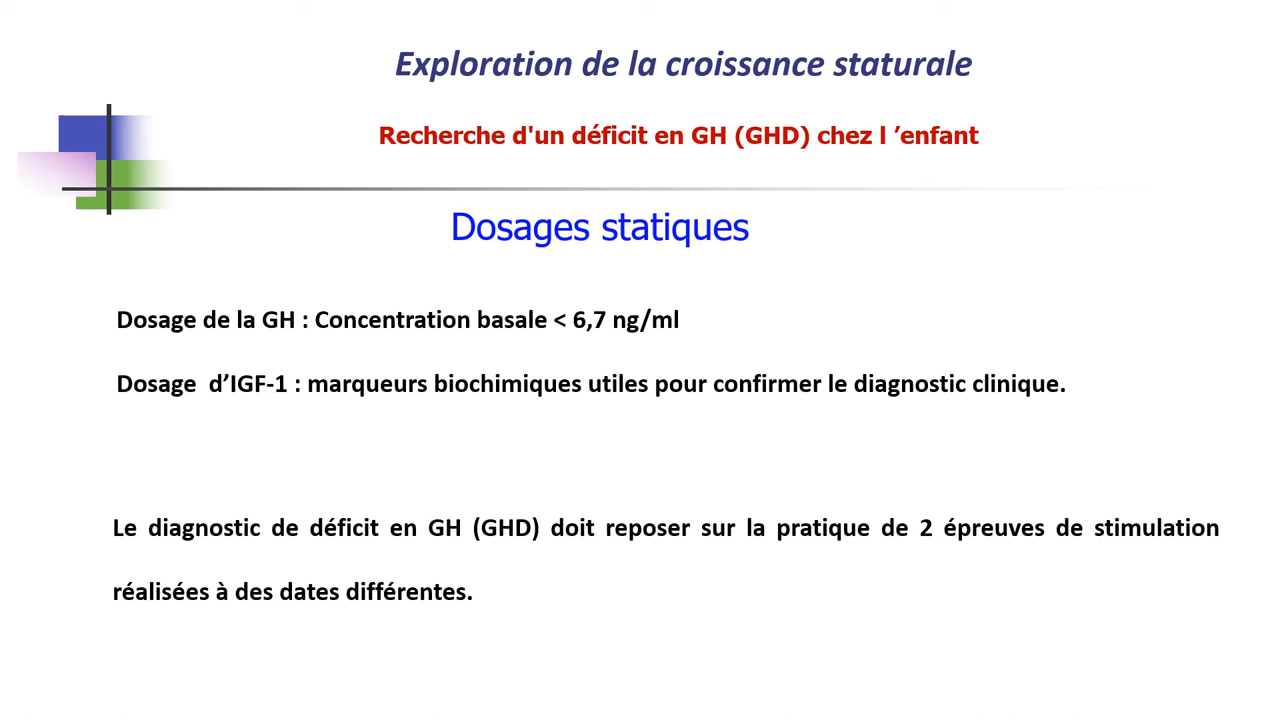 Exploration de la croissance staturale
Recherche d'un déficit en GH (GHD) chez l ’enfant
Dosages statiques
Dosage de la GH : Concentration basale < 6,7 ng/ml
Dosage  d’IGF-1 : marqueurs biochimiques utiles pour confirmer le diagnostic clinique.
Le diagnostic de déficit en GH (GHD) doit reposer sur la pratique de 2 épreuves de stimulation
réalisées à des dates différentes.